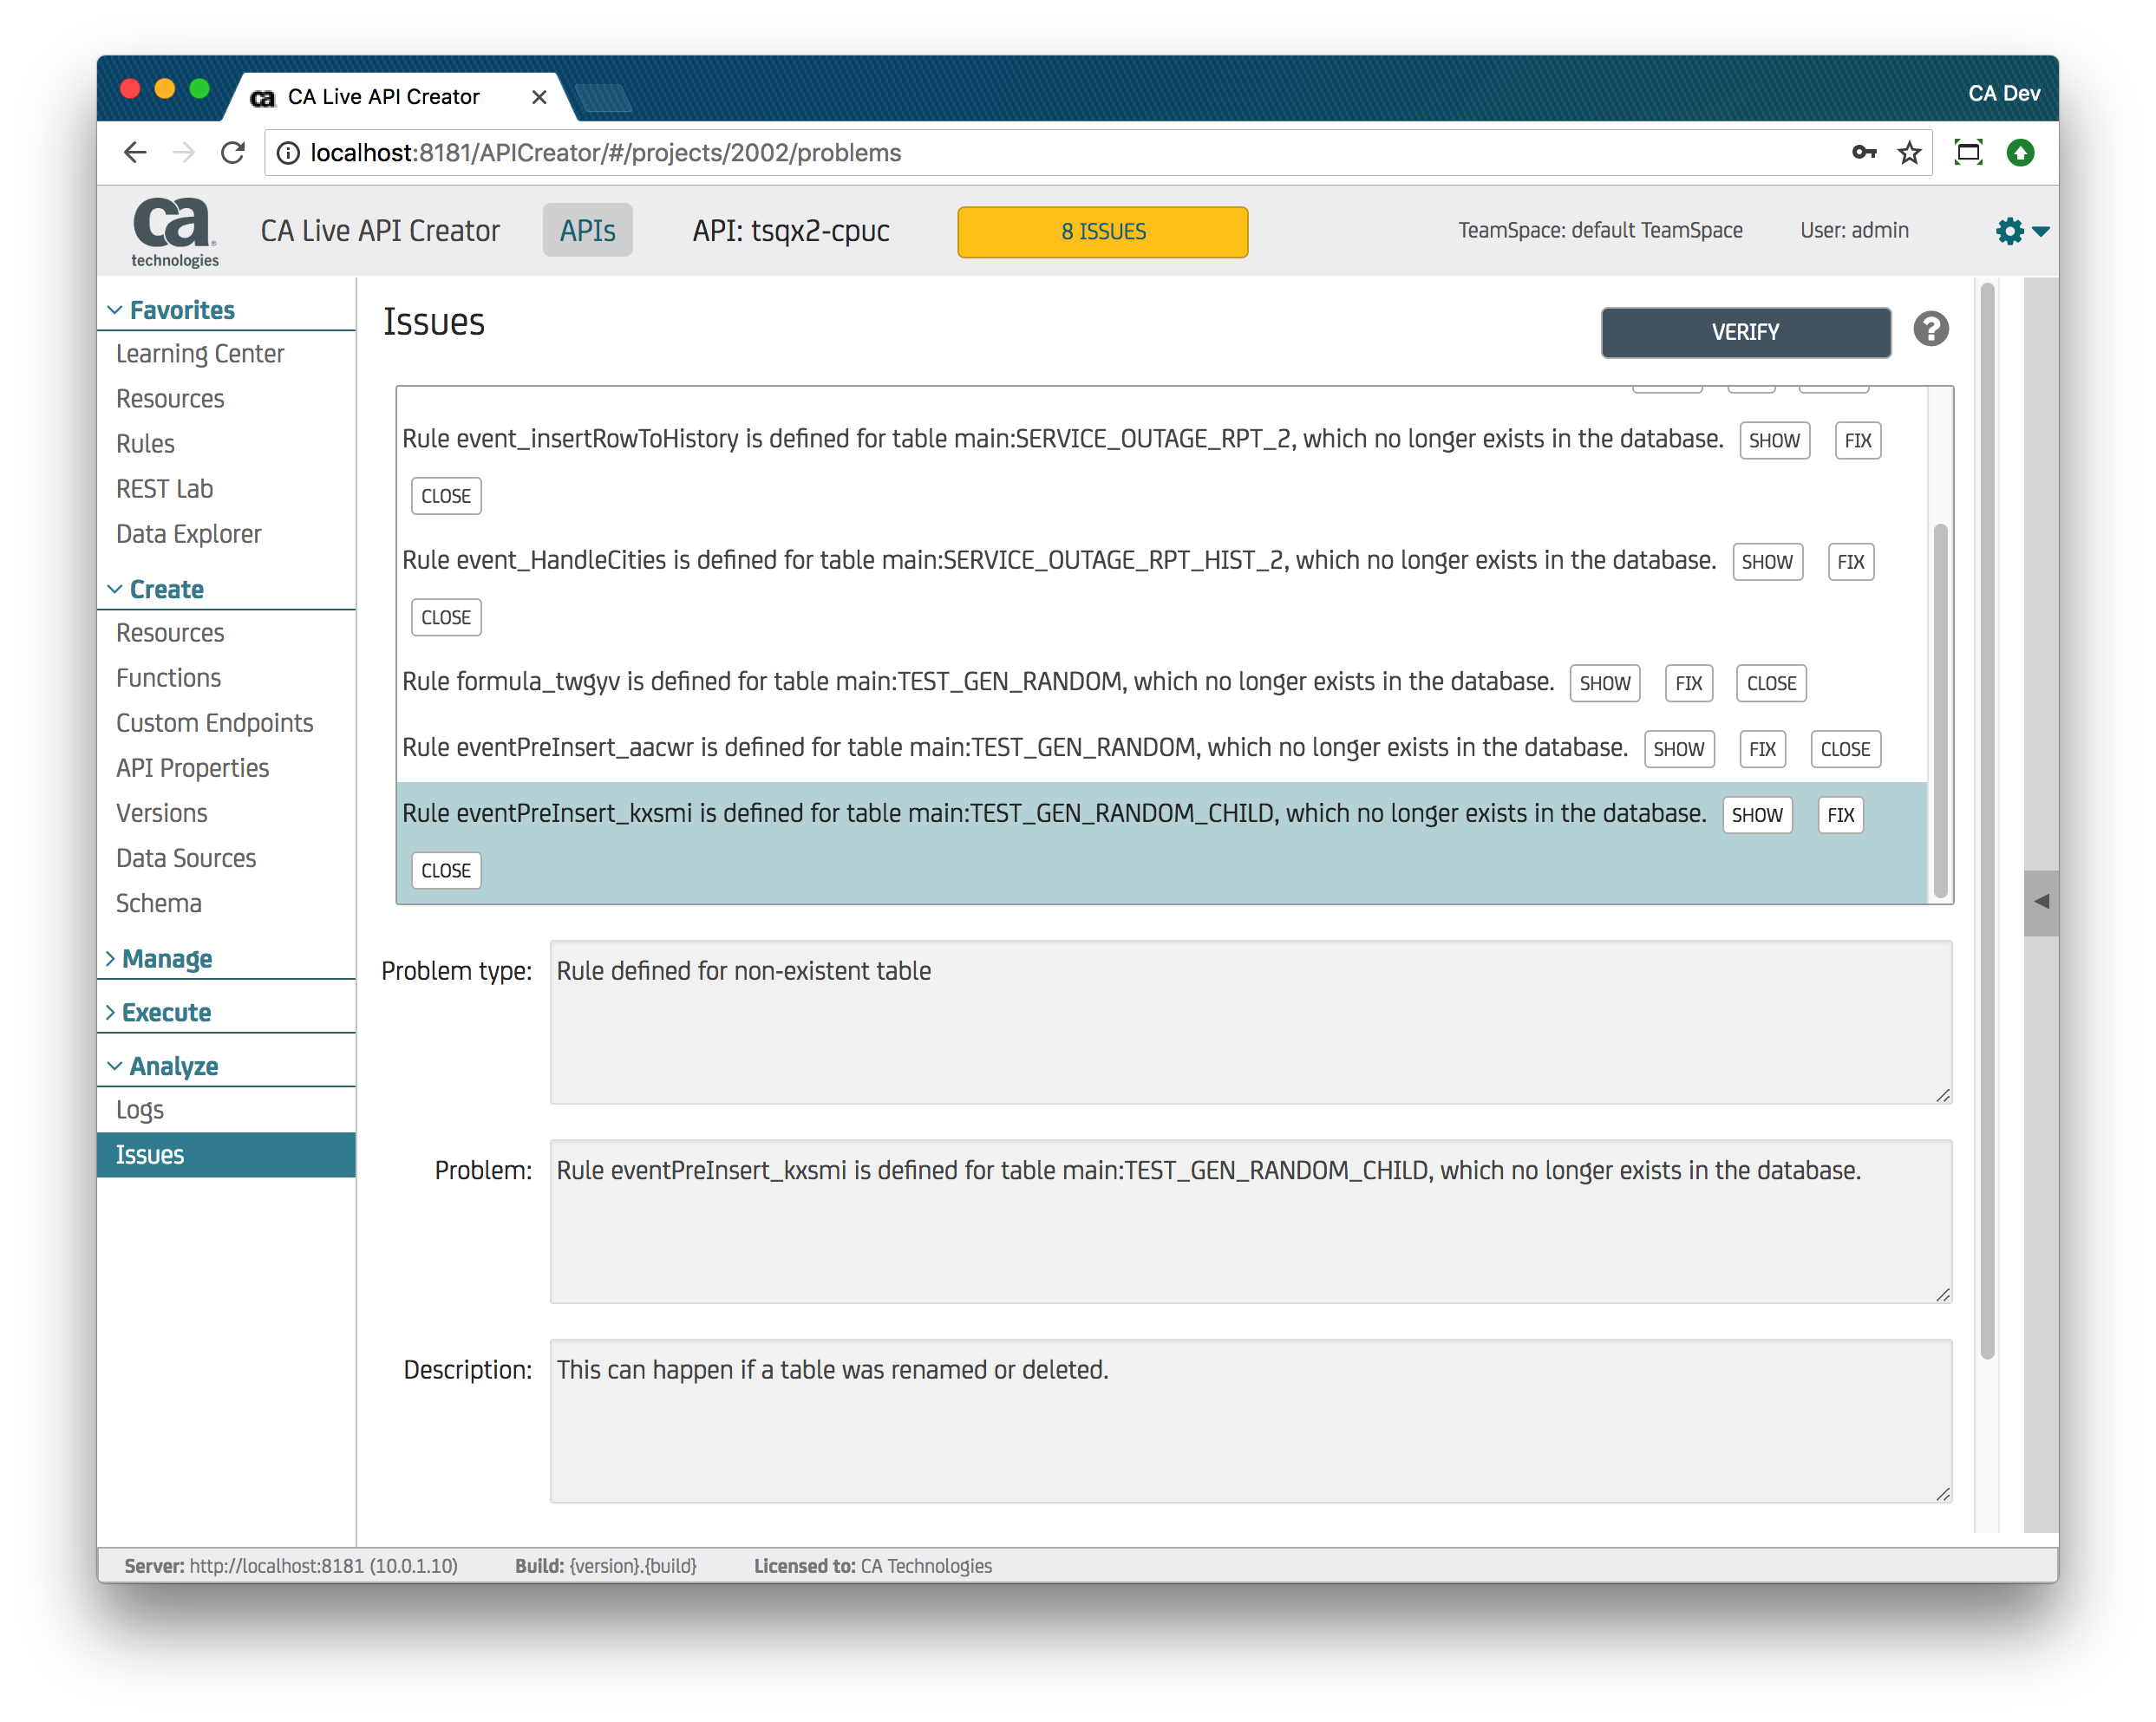 CA Live API Creator
CA Dev
localhost:8181/APICreator/#/projects/2002/problems
ca
technologies
CA Live API Creator
APIs
API: tsqx2-cpuc
8 ISSUES
TeamSpace: default TeamSpace
User: admin
Favorites
Learning Center
Resources
Rules
REST Lab
Data Explorer
Create
Resources
Functions
Custom Endpoints
API Properties
Versions
Data Sources
Schema
Manage
Execute
Analyze
Logs
Issues
Issues
VERIFY
?
Rule event_insertRowToHistory is defined for table main:SERVICE_OUTAGE_RPT_2, which no longer exists in the database. SHOW FIX
CLOSE
Rule event_HandleCities is defined for table main:SERVICE_OUTAGE_RPT_HIST_2, which no longer exists in the database. SHOW FIX
CLOSE
Rule formula_twgyv is defined for table main:TEST_GEN_RANDOM, which no longer exists in the database. SHOW FIX CLOSE
Rule eventPreInsert_aacwr is defined for table main:TEST_GEN_RANDOM, which no longer exists in the database. SHOW FIX CLOSE
Rule eventPreInsert_kxsmi is defined for table main:TEST_GEN_RANDOM_CHILD, which no longer exists in the database. SHOW FIX
CLOSE
Problem type: Rule defined for non-existent table
Problem: Rule eventPreInsert_kxsmi is defined for table main:TEST_GEN_RANDOM_CHILD, which no longer exists in the database.
Description: This can happen if a table was renamed or deleted.
Server: http://localhost:8181 (10.0.1.10)
Build: {version}.{build}
Licensed to: CA Technologies